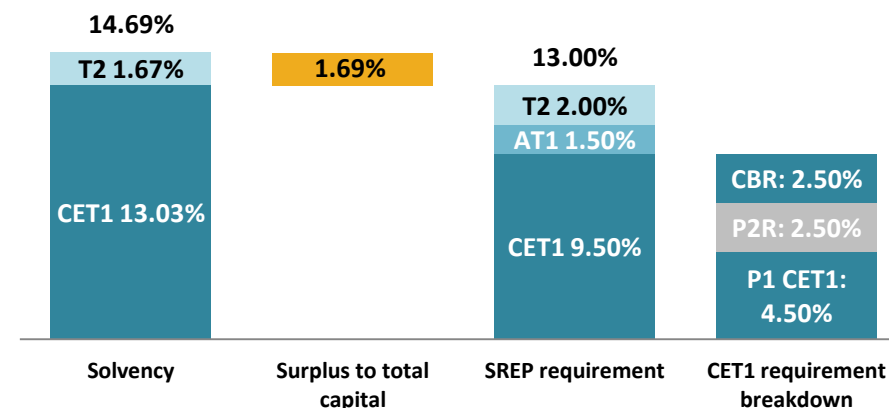 14.69%
T2 1.67%
CET1 13.03%
1.69%
13.00%
T2 2.00%
AT1 1.50%
CET1 9.50%
CBR: 2.50%
P2R: 2.50%
P1 CET1:
4.50%
Solvency
Surplus to total
capital
SREP requirement
CET1 requirement
breakdown